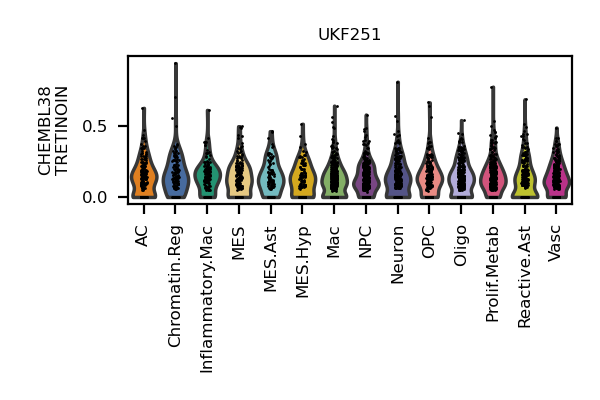 UKF251
CHEMBL38
TRETINOIN
0.5
0.0
AC
Chromatin.Reg
Inflammatory.Mac
MES
MES.Ast
MES.Hyp
Mac
NPC
Neuron
OPC
Oligo
Prolif.Metab
Reactive.Ast
Vasc